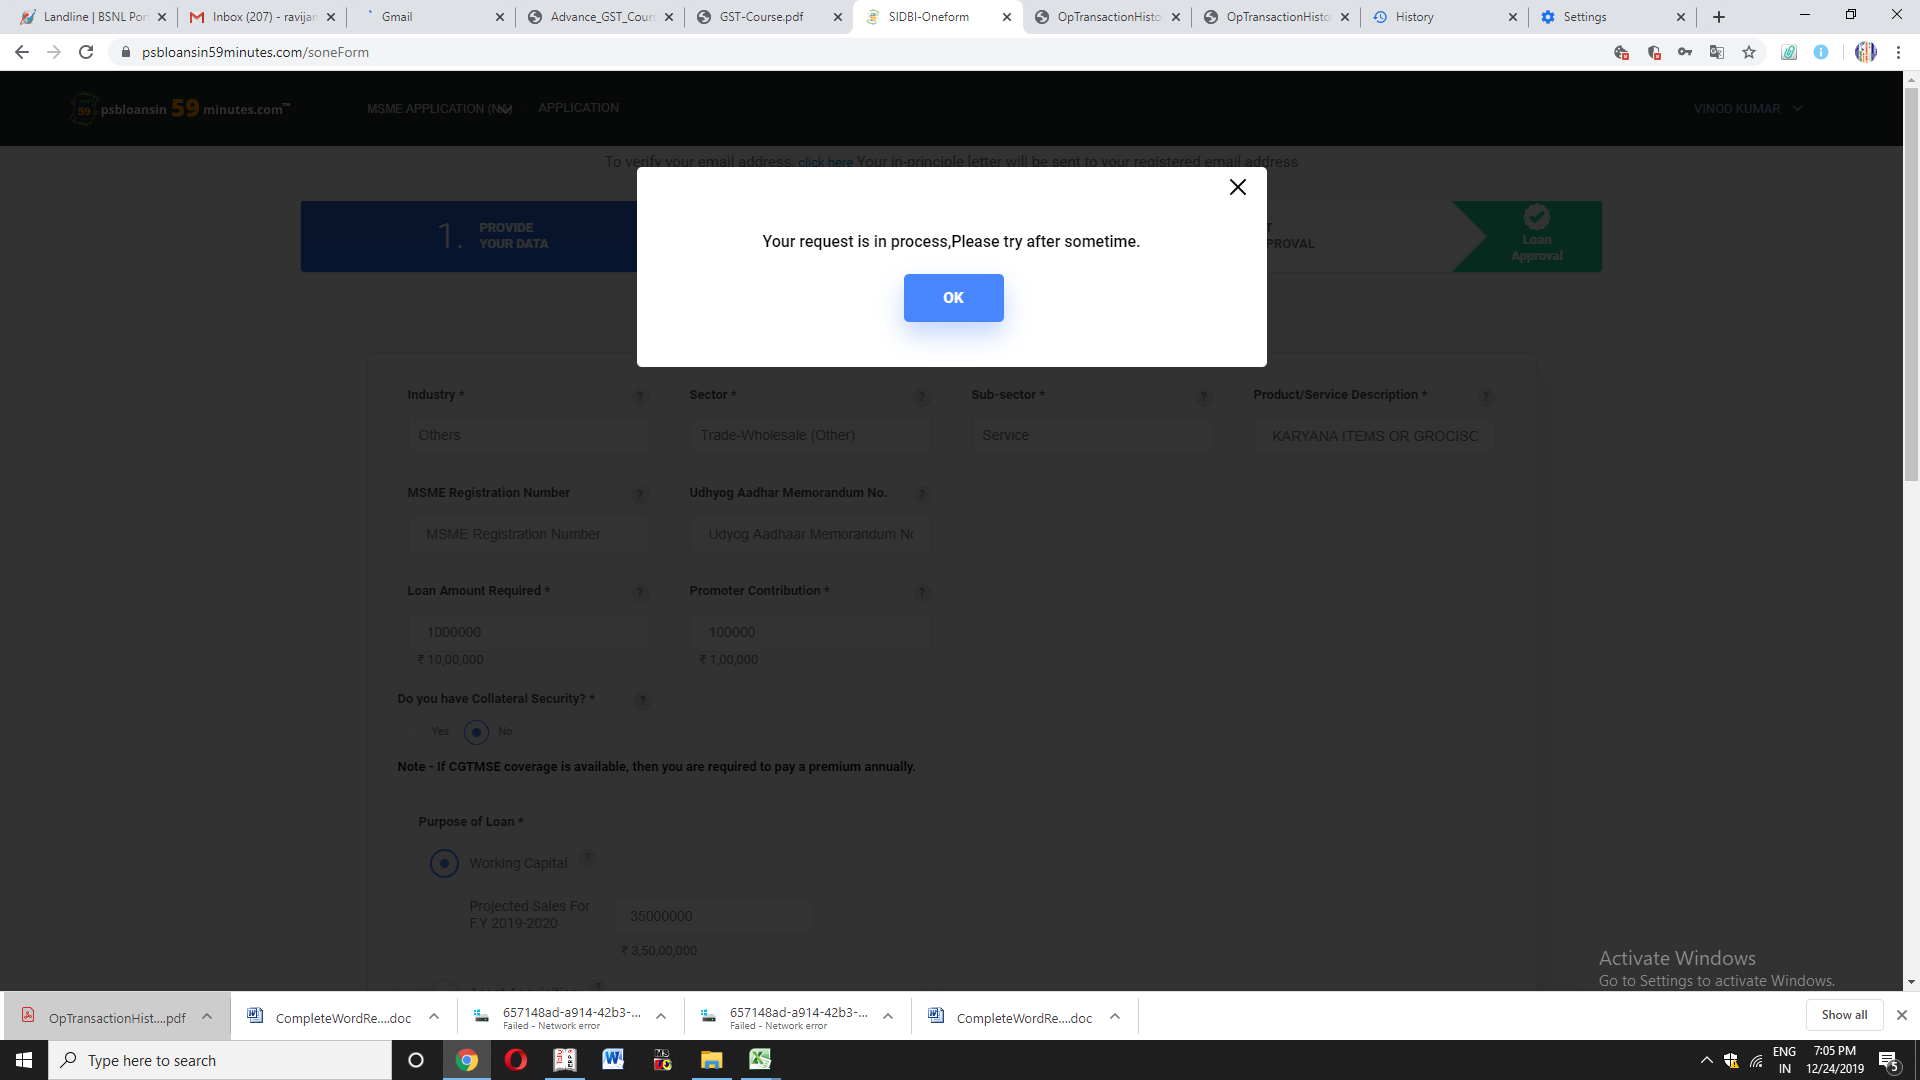 Landline | BSNL Por
Inbox (207) - ravijan
Gmail
Advance_GST_Cours
GST-Course.pdf
SIDBI-Oneform
OpTransactionHisto
OpTransactionHisto
History
Settings
psbloansin59minutes.com/soneForm
psbloansin 59 minutes.com™
MSME APPLICATION
APPLICATION
VINOD KUMAR
To verify your email address, click here Your in-principle letter will be sent to your registered email address
1. PROVIDE
YOUR DATA
PROVAL
Loan
Approval
Your request is in process,Please try after sometime.
OK
Industry * ?
Sector * ?
Sub-sector * ?
Product/Service Description * ?
Others
Trade-Wholesale (Other)
Service
KARYANA ITEMS OR GROCISC
MSME Registration Number ?
Udhyog Aadhar Memorandum No. ?
MSME Registration Number
Udyog Aadhaar Memorandum No
Loan Amount Required * ?
Promoter Contribution * ?
1000000
100000
₹ 10,00,000
₹ 1,00,000
Do you have Collateral Security? * ?
Yes
No
Note - If CGTMSE coverage is available, then you are required to pay a premium annually.
Purpose of Loan *
Working Capital ?
Projected Sales For
F.Y 2019-2020
35000000
₹ 3,50,00,000
Asset Acquisition ?
Activate Windows
Go to Settings to activate Windows.
OpTransactionHist....pdf
CompleteWordRe....doc
657148ad-a914-42b3-...
Failed - Network error
657148ad-a914-42b3-...
Failed - Network error
CompleteWordRe....doc
Show all
Type here to search
ENG
IN
7:05 PM
12/24/2019
5